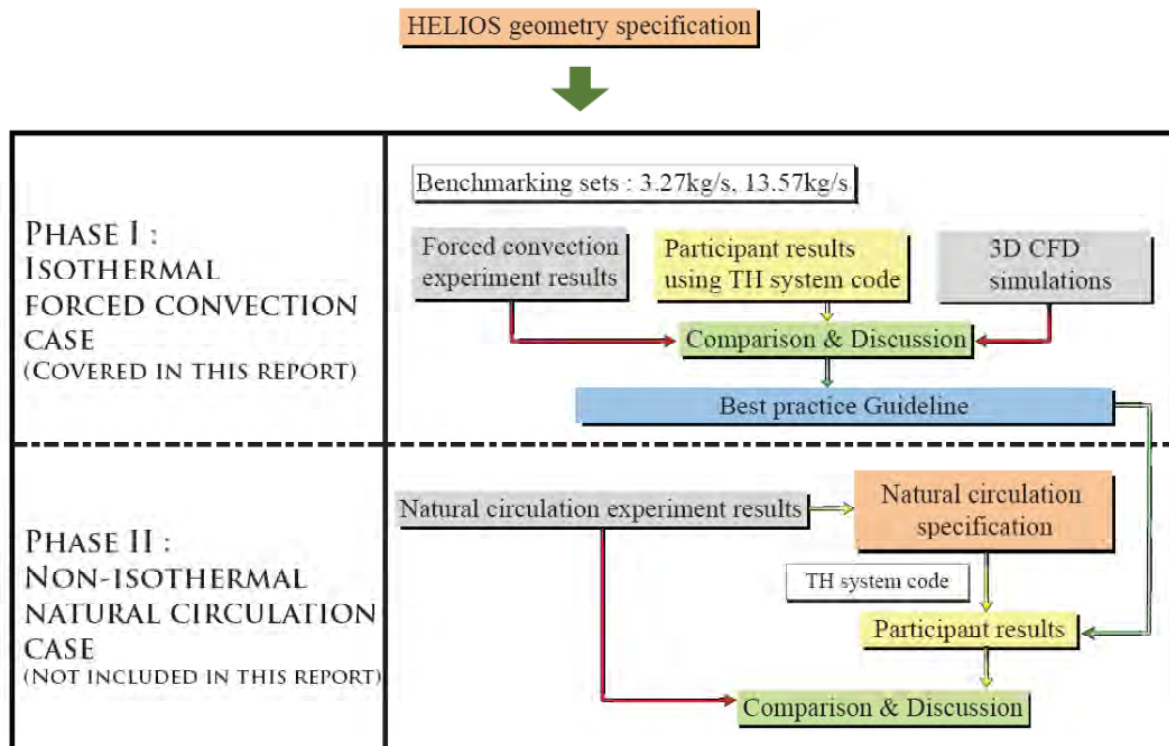 HELIOS geometry specification
PHASE I :
ISOTHERMAL
FORCED CONVECTION
CASE
(COVERED IN THIS REPORT)
Benchmarking sets : 3.27kg/s, 13.57kg/s
Forced convection
experiment results
Participant results
using TH system code
3D CFD
simulations
Comparison & Discussion
Best practice Guideline
PHASE II :
NON-ISOTHERMAL
NATURAL CIRCULATION
CASE
(NOT INCLUDED IN THIS REPORT)
Natural circulation experiment results
Natural circulation
specification
TH system code
Participant results
Comparison & Discussion